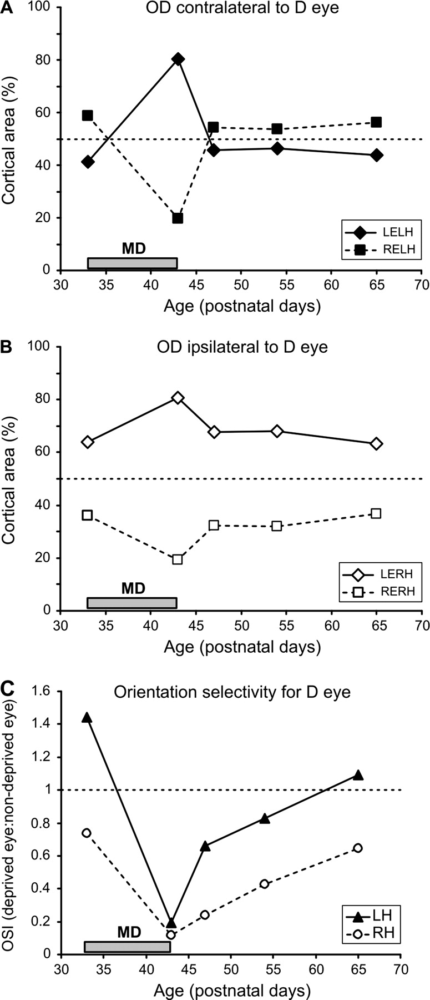 A
OD contralateral to D eye
100
80
60
40
20
0
Cortical area (%)
MD
LELH
RELH
30 35 40 45 50 55 60 65 70
Age (postnatal days)
B
OD ipsilateral to D eye
100
80
60
40
20
0
Cortical area (%)
MD
LERH
RERH
30 35 40 45 50 55 60 65 70
Age (postnatal days)
C
Orientation selectivity for D eye
1.6
1.4
1.2
1
0.8
0.6
0.4
0.2
0
OSI (deprived eye:non-deprived eye)
MD
LH
RH
30 35 40 45 50 55 60 65 70
Age (postnatal days)